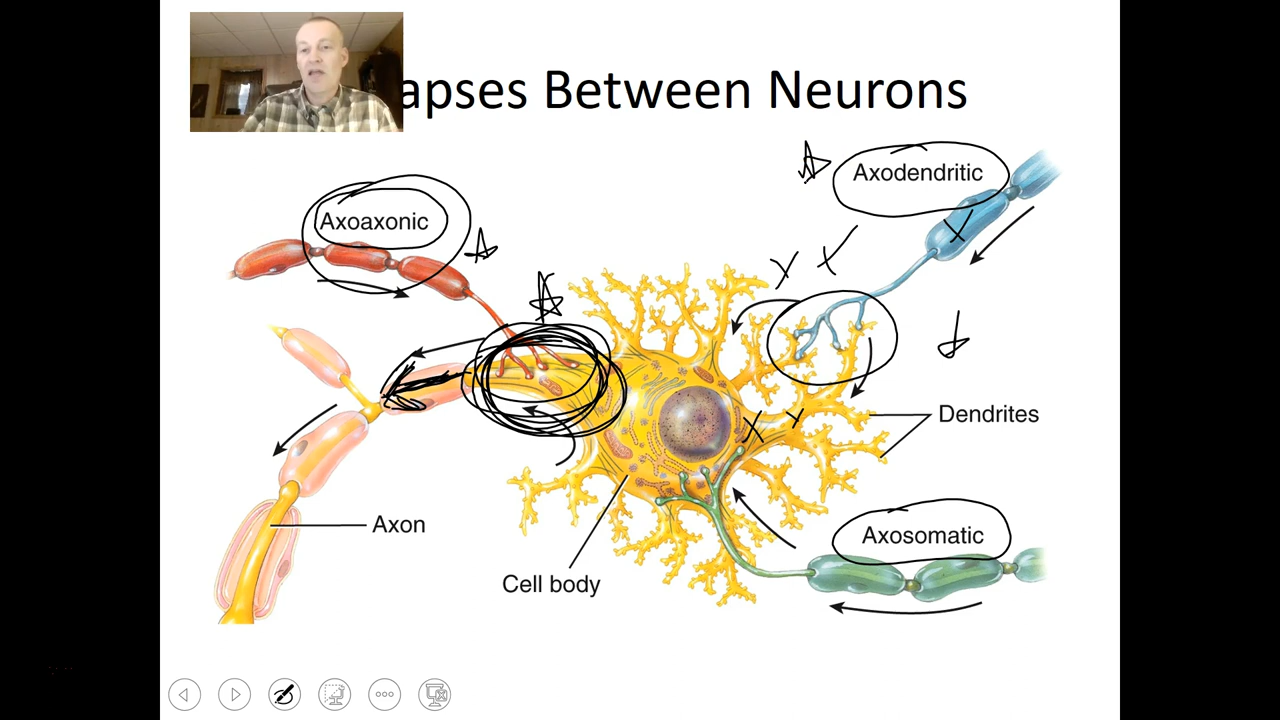 apses Between Neurons
Axodendritic
Axoaxonic
Dendrites
Axon
Axosomatic
Cell body